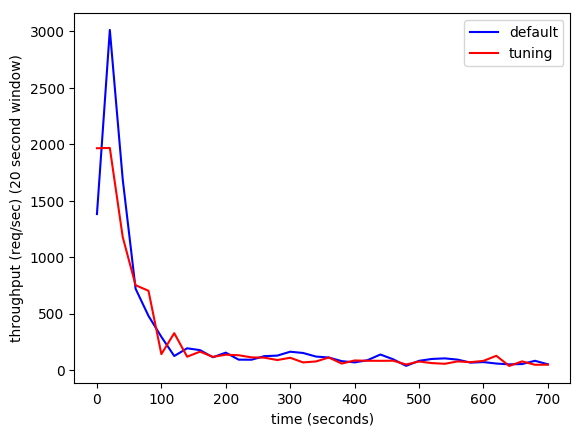 throughput (req/sec) (20 second window)
3000
2500
2000
1500
1000
500
0
default
tuning
0 100 200 300 400 500 600 700
time (seconds)